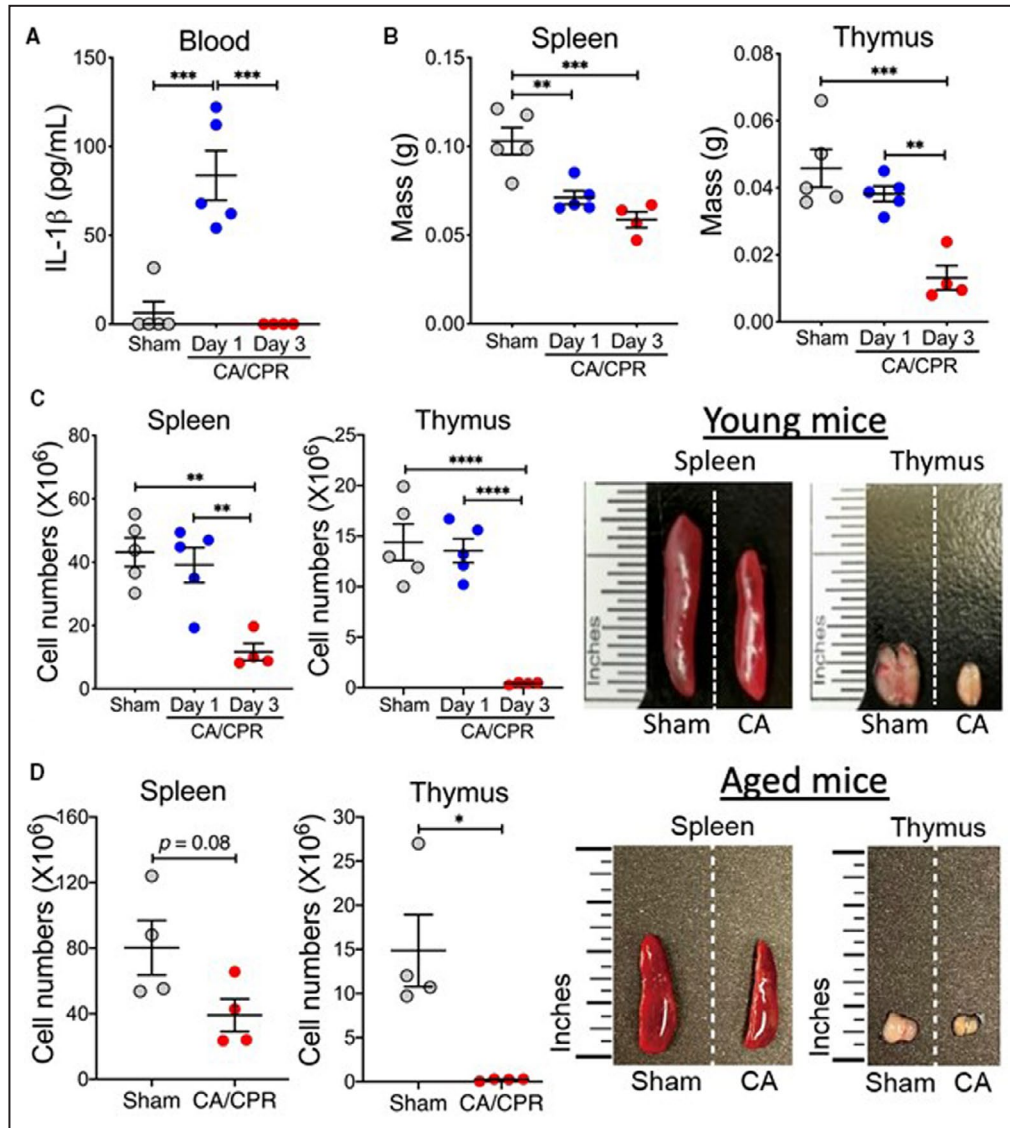 A
Blood
IL-1β (pg/mL)
150
100
50
0
*** ***
Sham Day 1 Day 3
CA/CPR
B
Spleen
Mass (g)
0.15
0.10
0.05
0.00
***
**
Sham Day 1 Day 3
CA/CPR
Thymus
Mass (g)
0.08
0.06
0.04
0.02
0.00
***
**
Sham Day 1 Day 3
CA/CPR
C
Spleen
Cell numbers (X10⁶)
80
60
40
20
0
**
**
Sham Day 1 Day 3
CA/CPR
Thymus
Cell numbers (X10⁶)
25
20
15
10
5
0
****
****
Sham Day 1 Day 3
CA/CPR
Young mice
Spleen Thymus
Inches Inches
Sham CA Sham CA
D
Spleen
Cell numbers (X10⁶)
160
120
80
40
0
p = 0.08
Sham CA/CPR
Thymus
Cell numbers (X10⁶)
30
25
20
15
10
5
0
*
Sham CA/CPR
Aged mice
Spleen Thymus
Inches Inches
Sham CA Sham CA